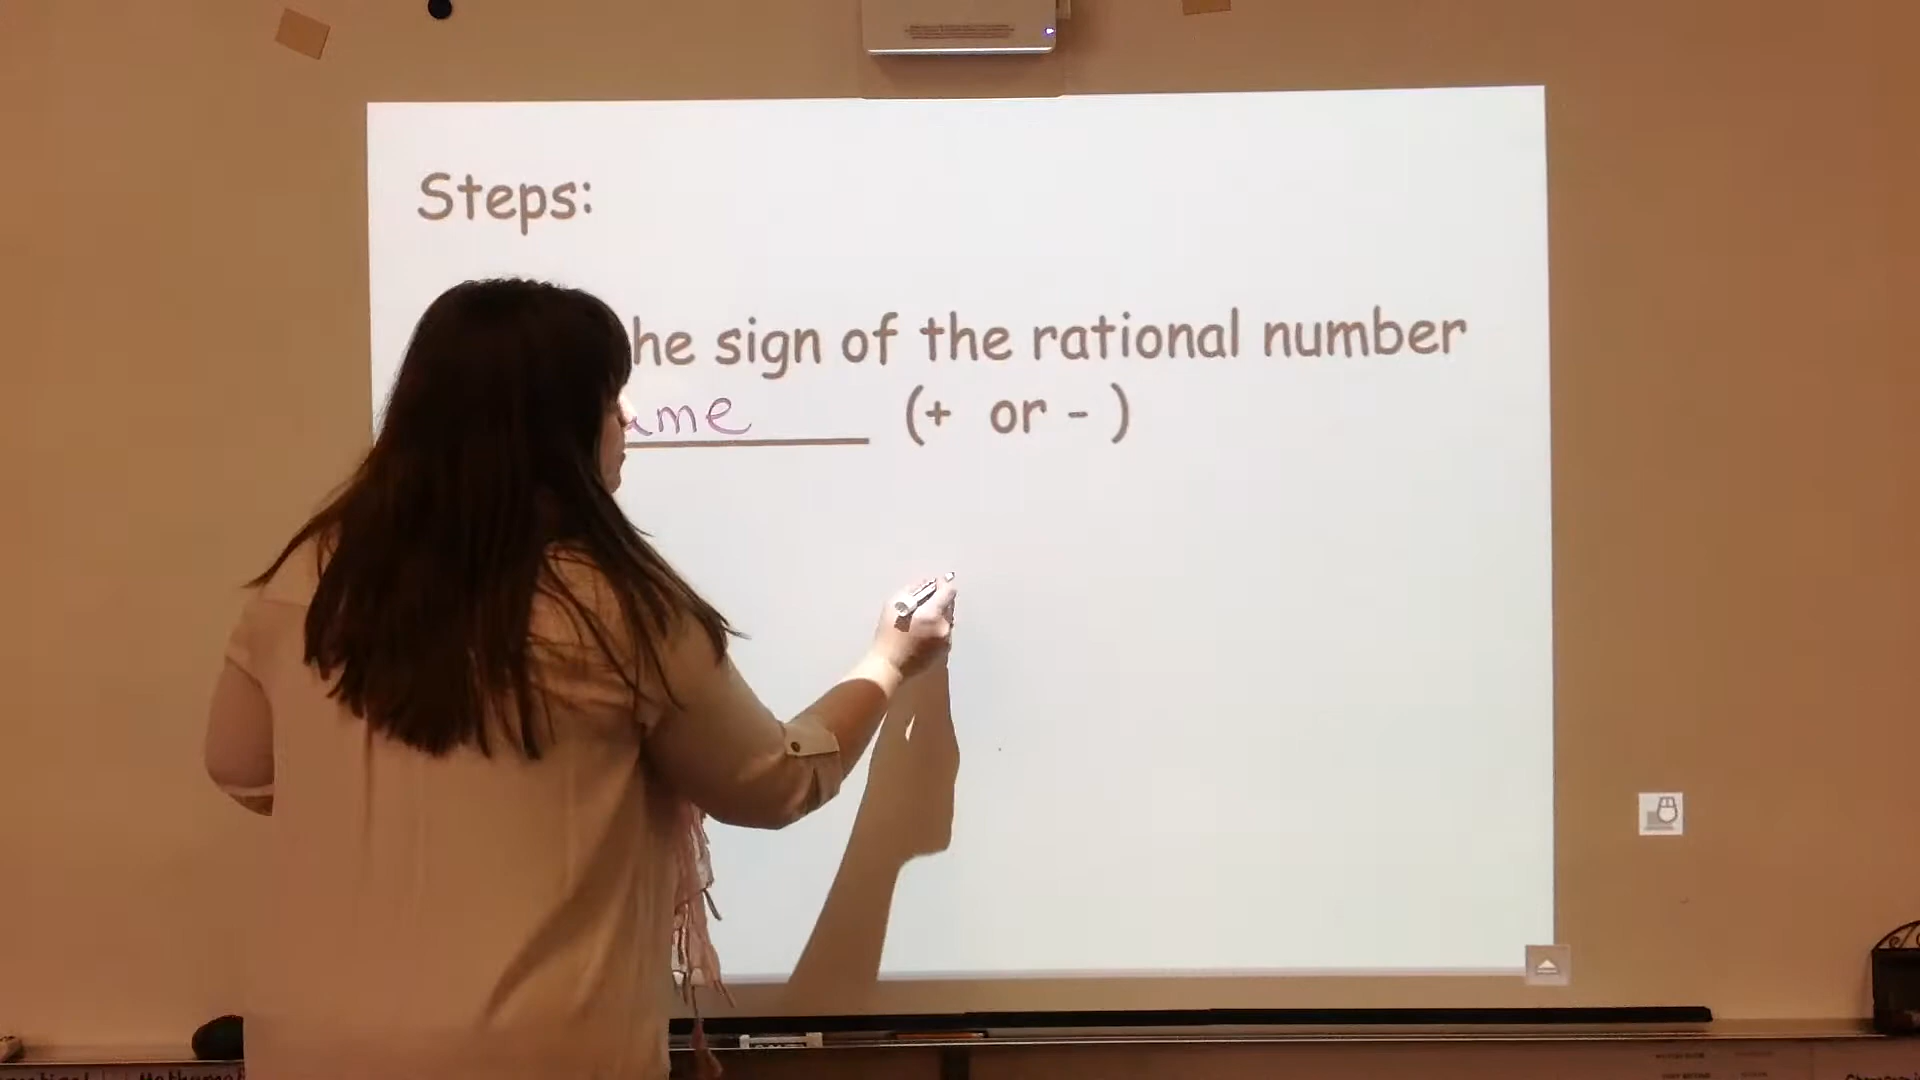 Steps:
he sign of the rational number
ame (+ or - )